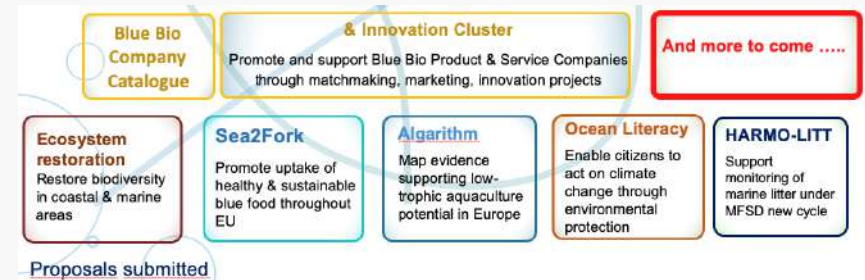 Blue Bio
Company
Catalogue
& Innovation Cluster
Promote and support Blue Bio Product & Service Companies
through matchmaking, marketing, innovation projects
And more to come .....
Ecosystem
restoration
Restore biodiversity
in coastal & marine
areas
Sea2Fork
Promote uptake of
healthy & sustainable
blue food throughout
EU
Algarithm
Map evidence
supporting low-
trophic aquaculture
potential in Europe
Ocean Literacy
Enable citizens to
act on climate
change through
environmental
protection
HARMO-LITT
Support
monitoring of
marine litter under
MFSD new cycle
Proposals submitted